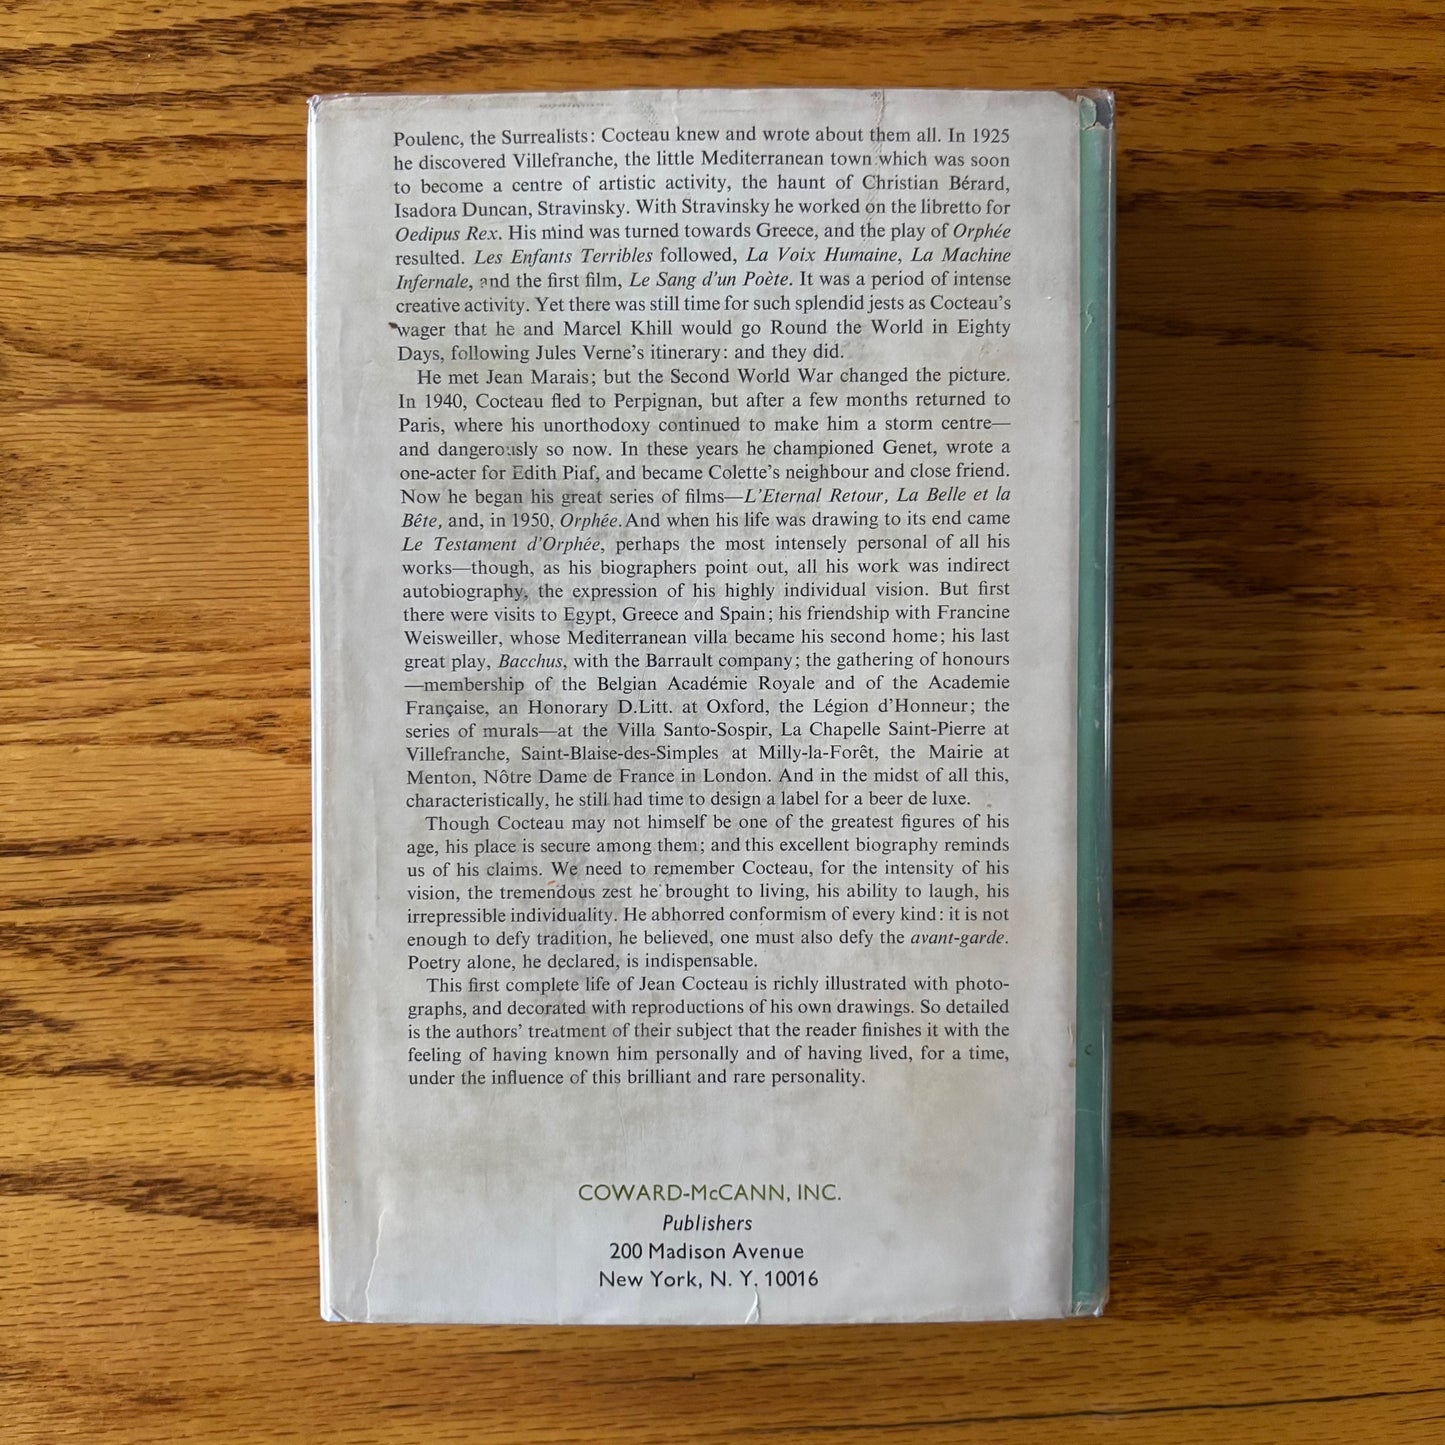 Poulenc, the Surrealists: Cocteau knew and wrote about them all. In 1925
he discovered Villefranche, the little Mediterranean town which was soon
to become a centre of artistic activity, the haunt of Christian Bérard,
Isadora Duncan, Stravinsky. With Stravinsky he worked on the libretto for
Oedipus Rex. His mind was turned towards Greece, and the play of Orphée
resulted. Les Enfants Terribles followed, La Voix Humaine, La Machine
Infernale, and the first film, Le Sang d'un Poète. It was a period of intense
creative activity. Yet there was still time for such splendid jests as Cocteau's
wager that he and Marcel Khill would go Round the World in Eighty
Days, following Jules Verne's itinerary: and they did.
He met Jean Marais; but the Second World War changed the picture.
In 1940, Cocteau fled to Perpignan, but after a few months returned to
Paris, where his unorthodoxy continued to make him a storm centre—
and dangerously so now. In these years he championed Genet, wrote a
one-acter for Edith Piaf, and became Colette's neighbour and close friend.
Now he began his great series of films—L'Eternal Retour, La Belle et la
Bête, and, in 1950, Orphée. And when his life was drawing to its end came
Le Testament d'Orphée, perhaps the most intensely personal of all his
works—though, as his biographers point out, all his work was indirect
autobiography, the expression of his highly individual vision. But first
there were visits to Egypt, Greece and Spain; his friendship with Francine
Weisweiller, whose Mediterranean villa became his second home; his last
great play, Bacchus, with the Barrault company; the gathering of honours
—membership of the Belgian Académie Royale and of the Academie
Française, an Honorary D.Litt. at Oxford, the Légion d'Honneur; the
series of murals—at the Villa Santo-Sospir, La Chapelle Saint-Pierre at
Villefranche, Saint-Blaise-des-Simples at Milly-la-Forêt, the Mairie at
Menton, Nôtre Dame de France in London. And in the midst of all this,
characteristically, he still had time to design a label for a beer de luxe.
Though Cocteau may not himself be one of the greatest figures of his
age, his place is secure among them; and this excellent biography reminds
us of his claims. We need to remember Cocteau, for the intensity of his
vision, the tremendous zest he brought to living, his ability to laugh, his
irrepressible individuality. He abhorred conformism of every kind: it is not
enough to defy tradition, he believed, one must also defy the avant-garde.
Poetry alone, he declared, is indispensable.
This first complete life of Jean Cocteau is richly illustrated with photo-
graphs, and decorated with reproductions of his own drawings. So detailed
is the authors' treatment of their subject that the reader finishes it with the
feeling of having known him personally and of having lived, for a time,
under the influence of this brilliant and rare personality.
COWARD-McCANN, INC.
Publishers
200 Madison Avenue
New York, N. Y. 10016